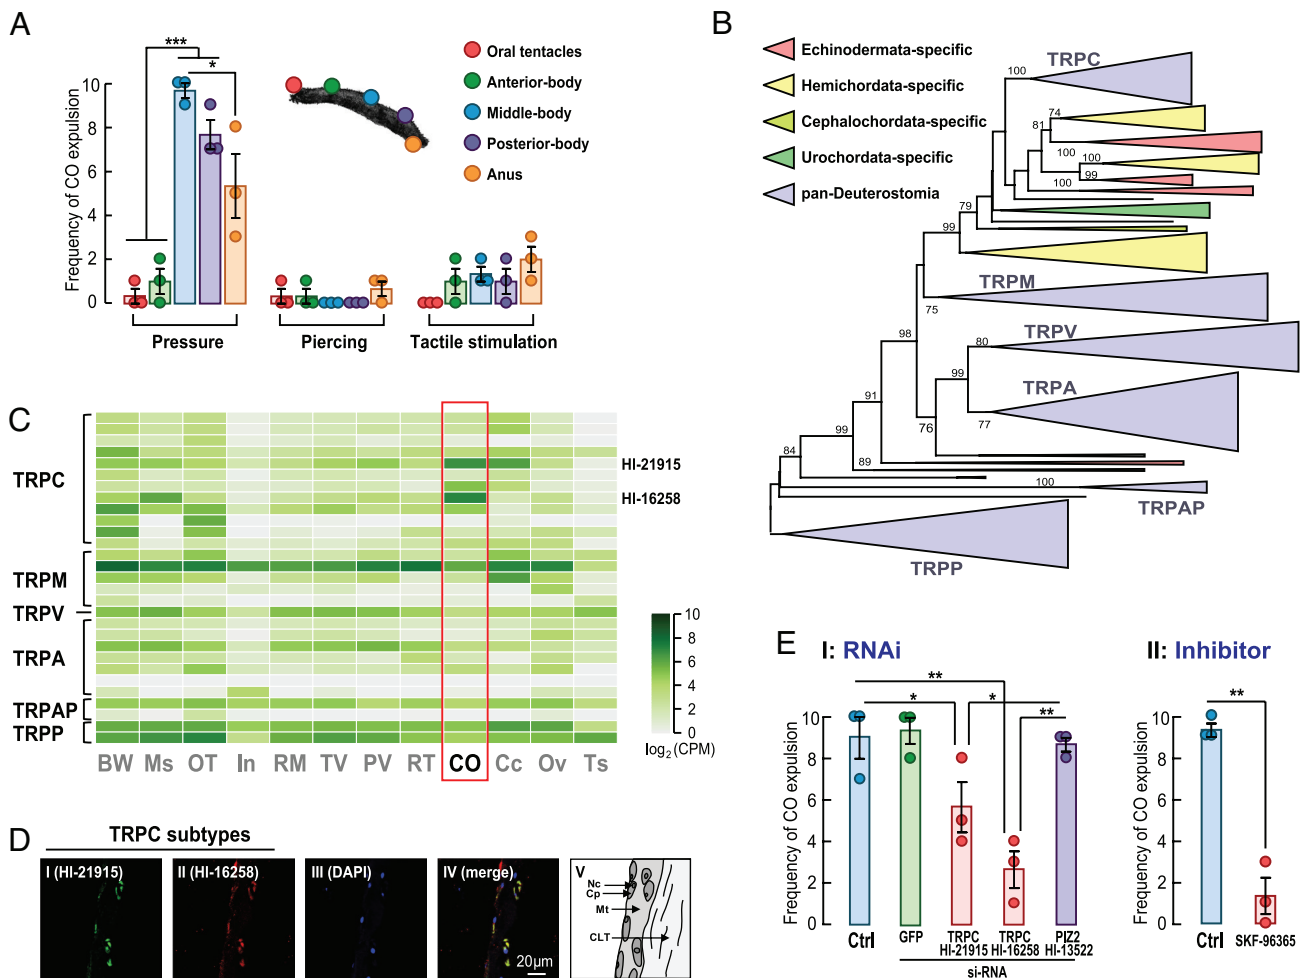 A
Frequency of CO expulsion
10
8
6
4
2
0
***
*
Pressure
Piercing
Tactile stimulation
Oral tentacles
Anterior-body
Middle-body
Posterior-body
Anus
B
Echinodermata-specific
Hemichordata-specific
Cephalochordata-specific
Urochordata-specific
pan-Deuterostomia
TRPC
100
74
81
100
100
99
100
79
99
TRPM
75
98
TRPV
80
99
TRPA
77
76
91
99
89
84
100
TRPAP
TRPP
C
TRPC
TRPM
TRPV
TRPA
TRPAP
TRPP
HI-21915
HI-16258
BW Ms OT In RM TV PV RT CO Cc Ov Ts
10
8
6
4
2
0
log2(CPM)
D
TRPC subtypes
I (HI-21915)
II (HI-16258)
III (DAPI)
IV (merge)
20μm
V
Nc
Cp
Mt
CLT
E
I: RNAi
Frequency of CO expulsion
10
8
6
4
2
0
**
*
*
**
Ctrl
GFP
TRPC
HI-21915
TRPC
HI-16258
PIZ2
HI-13522
si-RNA
II: Inhibitor
Frequency of CO expulsion
10
8
6
4
2
0
**
Ctrl
SKF-96365